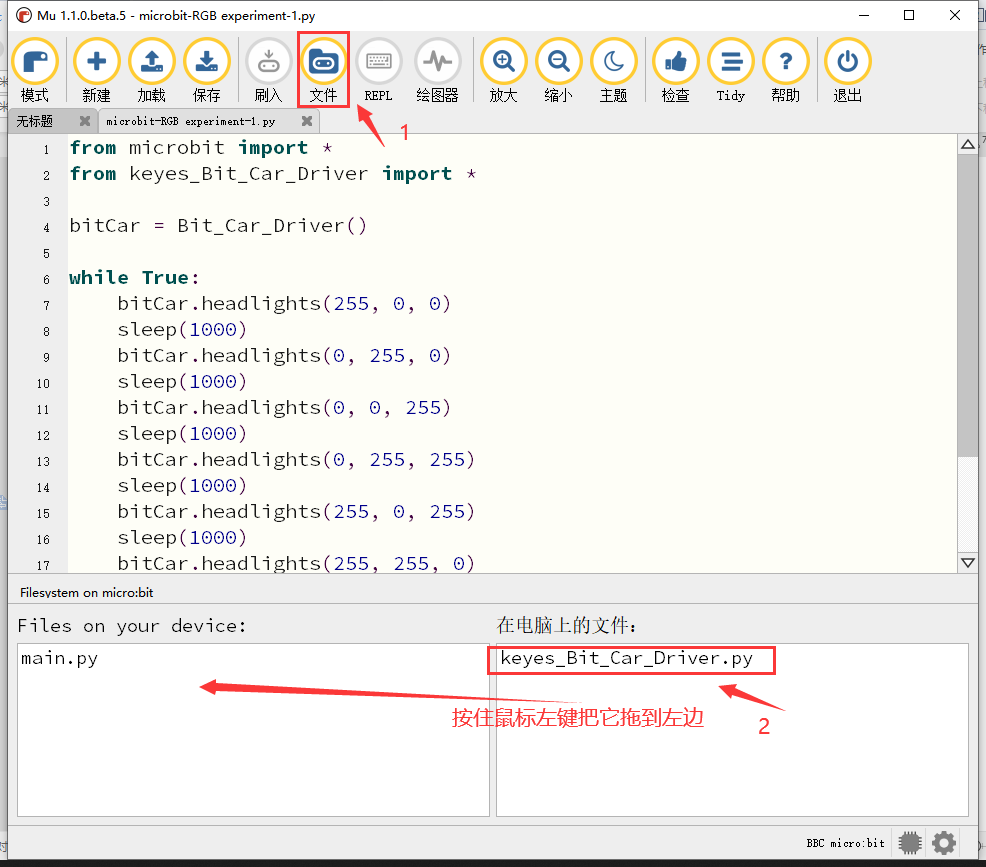 Mu 1.1.0.beta.5 - microbit-RGB experiment-1.py
模式 新建 加载 保存 刷入 文件 REPL 绘图器 放大 缩小 主题 检查 Tidy 帮助 退出
1
无标题 microbit-RGB experiment-1.py
1 from microbit import *
2 from keyes_Bit_Car_Driver import *
3
4 bitCar = Bit_Car_Driver()
5
6 while True:
7 bitCar.headlights(255, 0, 0)
8 sleep(1000)
9 bitCar.headlights(0, 255, 0)
10 sleep(1000)
11 bitCar.headlights(0, 0, 255)
12 sleep(1000)
13 bitCar.headlights(0, 255, 255)
14 sleep(1000)
15 bitCar.headlights(255, 0, 255)
16 sleep(1000)
17 bitCar.headlights(255, 255, 0)
Filesystem on micro:bit
Files on your device:
在电脑上的文件：
main.py
keyes_Bit_Car_Driver.py
按住鼠标左键把它拖到左边
2
BBC micro:bit